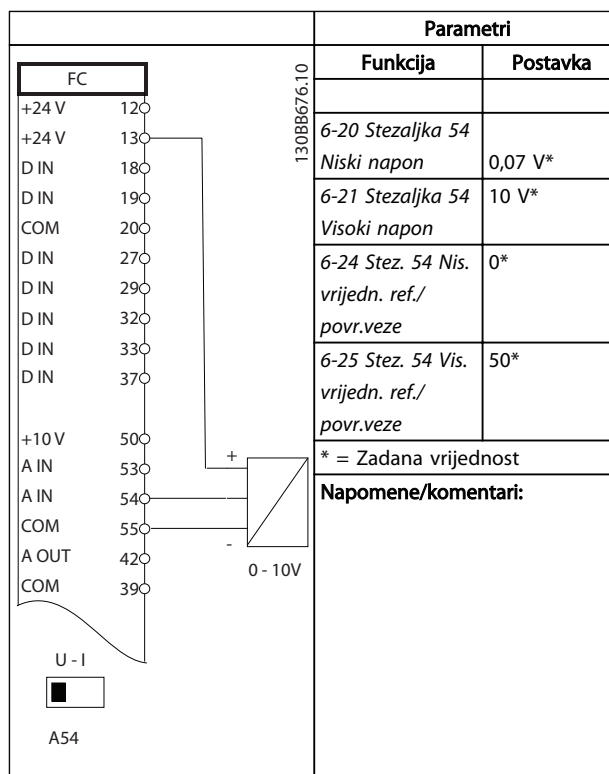 FC
+24 V 12
+24 V 13
D IN 18
D IN 19
COM 20
D IN 27
D IN 29
D IN 32
D IN 33
D IN 37
+10 V 50
A IN 53
A IN 54
COM 55
A OUT 42
COM 39
+
-
0 - 10V
U - I
A54
130BB676.10
Parametri
Funkcija Postavka
6-20 Stezaljka 54
Niski napon 0,07 V*
6-21 Stezaljka 54 10 V*
Visoki napon
6-24 Stez. 54 Nis. 0*
vrijedn. ref./
povr.veze
6-25 Stez. 54 Vis. 50*
vrijedn. ref./
povr.veze
* = Zadana vrijednost
Napomene/komentari: